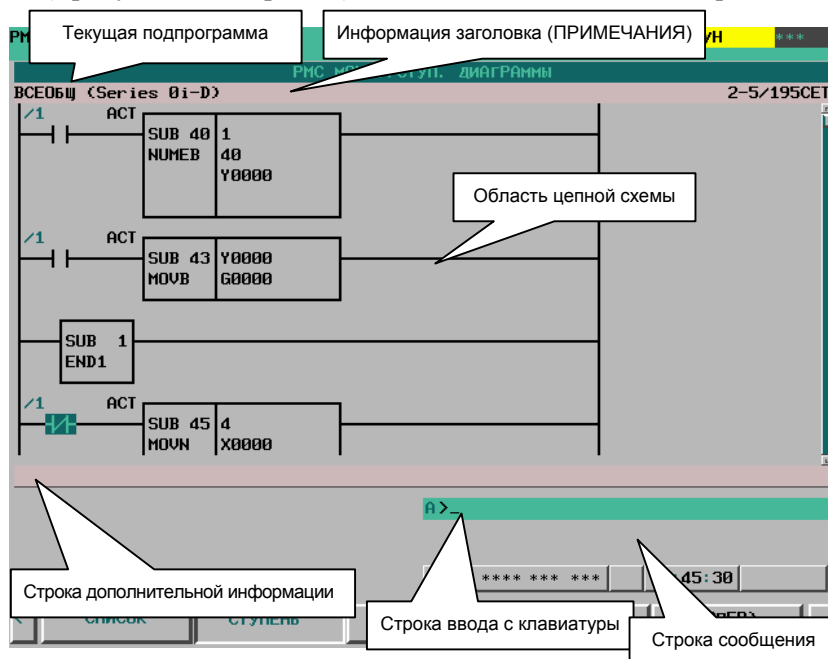 Текущая подпрограмма
Информация заголовка (ПРИМЕЧАНИЯ)
***
ВСЕОБЩ (Series 0i-D)
2-5/195СЕТ
/1 ACT
SUB 40 1
NUMEB 40
Y0000
Область цепной схемы
/1 ACT
SUB 43 Y0000
MOVB G0000
SUB 1
END1
/1 ACT
SUB 45 4
MOVN X0000
A>_
**** *** ***
45:30
Строка дополнительной информации
Строка ввода с клавиатуры
Строка сообщения
СПИСОК
СТУПЕНЬ